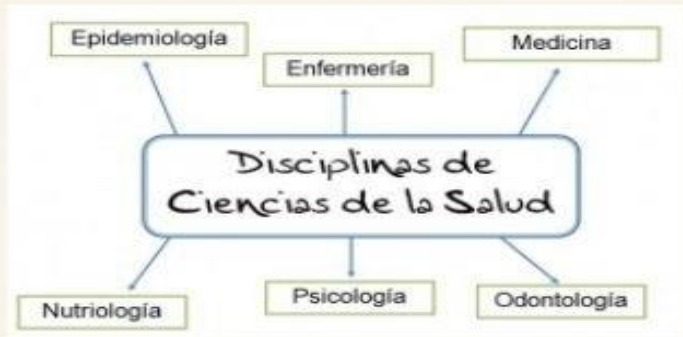 Epidemiología
Enfermería
Medicina
Disciplinas de
Ciencias de la Salud
Nutriología
Psicología
Odontología